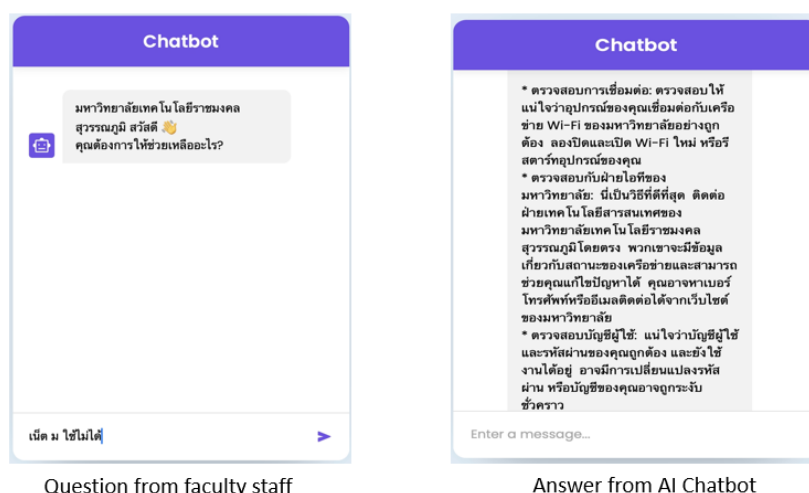 Chatbot
มหาวิทยาลัยเทคโนโลยีราชมงคล
สุวรรณภูมิ สวัสดี 👋
คุณต้องการให้ช่วยเหลืออะไร?
เน็ต ม ใช้ไม่ได้
Question from faculty staff
Chatbot
* ตรวจสอบการเชื่อมต่อ: ตรวจสอบให้
แน่ใจว่าอุปกรณ์ของคุณเชื่อมต่อกับเครือ
ข่าย Wi-Fi ของมหาวิทยาลัยอย่างถูก
ต้อง ลองปิดและเปิด Wi-Fi ใหม่ หรือรี
สตาร์ทอุปกรณ์ของคุณ
* ตรวจสอบกับฝ่ายไอทีของ
มหาวิทยาลัย: นี่เป็นวิธีที่ดีที่สุด ติดต่อ
ฝ่ายเทคโนโลยีสารสนเทศของ
มหาวิทยาลัยเทคโนโลยีราชมงคล
สุวรรณภูมิโดยตรง พวกเขาจะมีข้อมูล
เกี่ยวกับสถานะของเครือข่ายและสามารถ
ช่วยคุณแก้ไขปัญหาได้ คุณอาจหาเบอร์
โทรศัพท์หรืออีเมลติดต่อได้จากเว็บไซต์
ของมหาวิทยาลัย
* ตรวจสอบบัญชีผู้ใช้: แน่ใจว่าบัญชีผู้ใช้
และรหัสผ่านของคุณถูกต้อง และยังใช้
งานได้อยู่ อาจมีการเปลี่ยนแปลงรหัส
ผ่าน หรือบัญชีของคุณอาจถูกระงับ
ชั่วคราว
Enter a message...
Answer from AI Chatbot